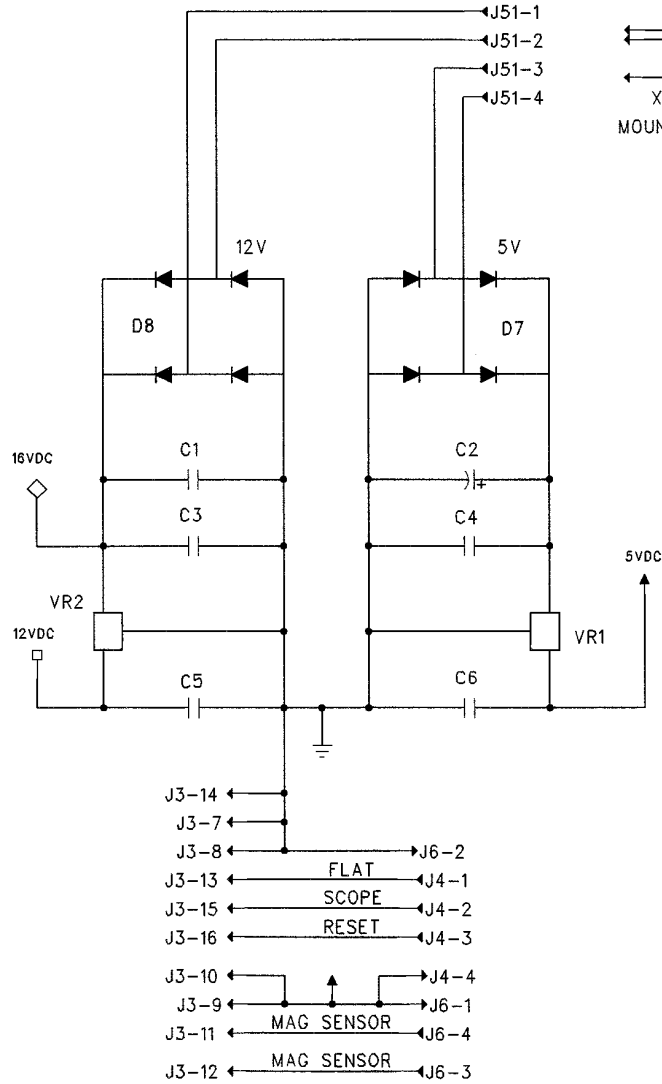 J51-1
J51-2
J51-3
J51-4
X
MOUN
12V
5V
D8
D7
C1
C2
+
16VDC
C3
C4
5VDC
VR2
VR1
12VDC
C5
C6
J3-14
J3-7
J3-8
J6-2
J3-13
FLAT
J4-1
J3-15
SCOPE
J4-2
J3-16
RESET
J4-3
J3-10
J4-4
J3-9
J6-1
J3-11
MAG SENSOR
J6-4
J3-12
MAG SENSOR
J6-3